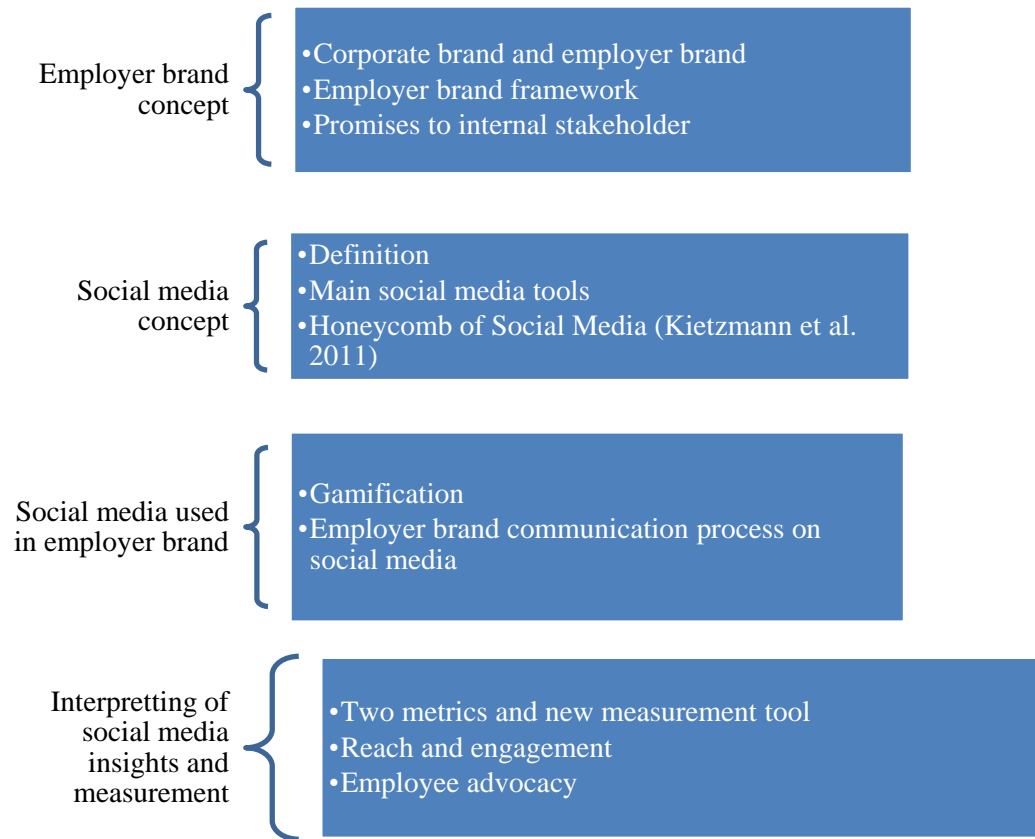 Employer brand
concept
•Corporate brand and employer brand
•Employer brand framework
•Promises to internal stakeholder
Social media
concept
•Definition
•Main social media tools
•Honeycomb of Social Media (Kietzmann et al.
2011)
Social media used
in employer brand
•Gamification
•Employer brand communication process on
social media
Interpretting of
social media
insights and
measurement
•Two metrics and new measurement tool
•Reach and engagement
•Employee advocacy